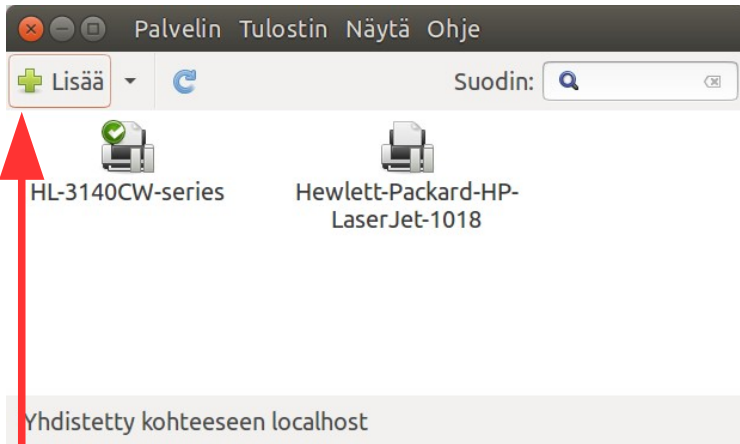 Palvelin Tulostin Näytä Ohje
Lisää Suodin:
HL-3140CW-series
Hewlett-Packard-HP-
LaserJet-1018
Yhdistetty kohteeseen localhost